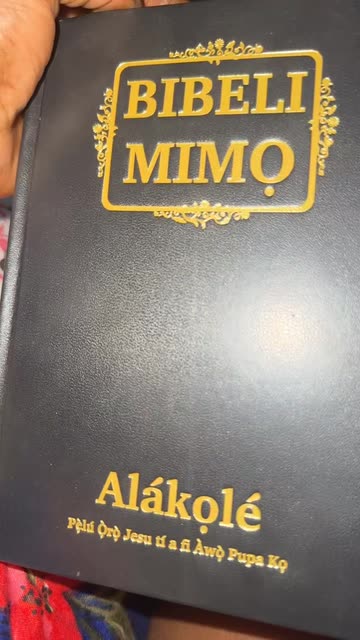 BIBELI
MIMỌ
Alákọlé
Pẹ̀lú Ọ̀rọ̀ Jesu tí a fi Àwọ̀ Pupa Kọ